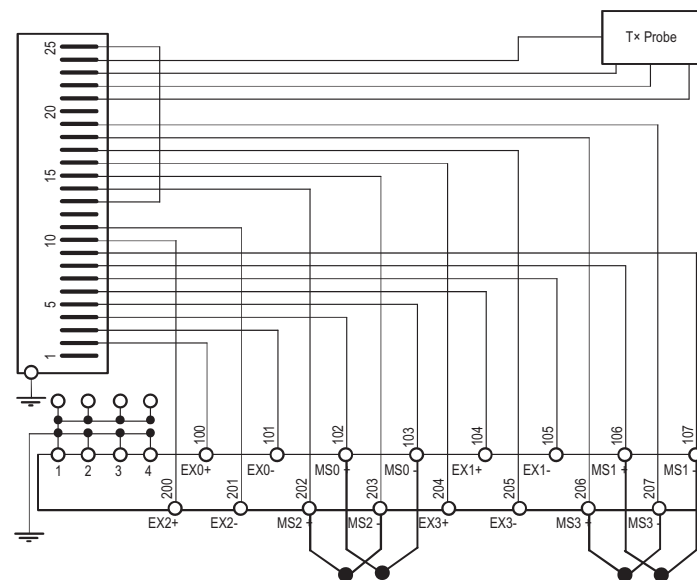 T× Probe
25
20
15
10
5
1
100 101 102 103 104 105 106 107
1 2 3 4 EX0+ EX0- MS0 + MS0 - EX1+ EX1- MS1 + MS1 -
200 201 202 203 204 205 206 207
EX2+ EX2- MS2 + MS2 - EX3+ EX3- MS3 + MS3 -